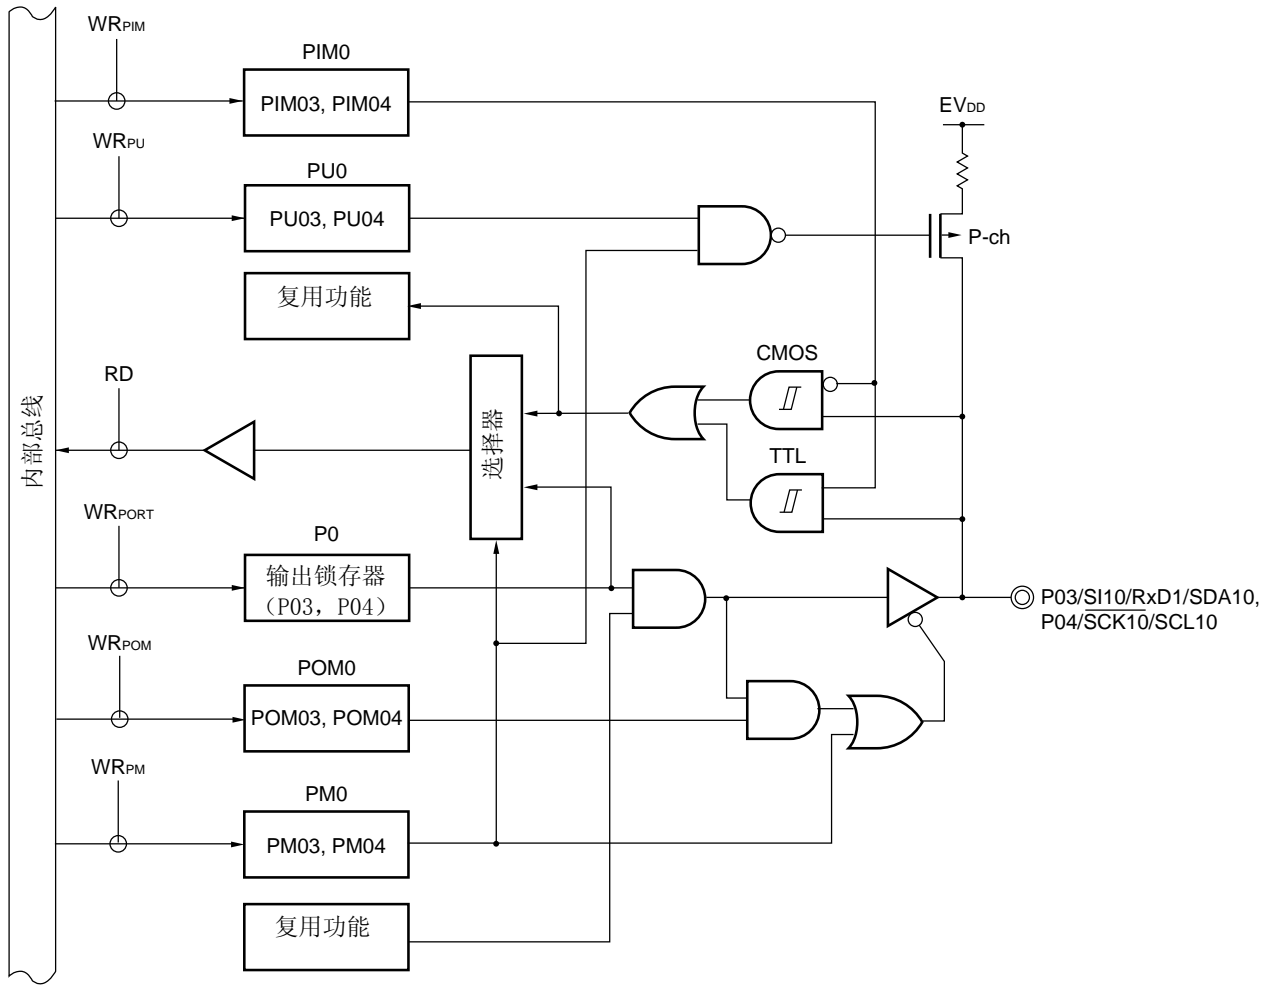 WRPIM
PIM0
PIM03, PIM04
EVDD
WRPU
PU0
PU03, PU04
P-ch
复用功能
CMOS
RD
内部总线
选择器
TTL
WRPORT
P0
输出锁存器
（P03，P04）
P03/SI10/RxD1/SDA10,
P04/SCK10/SCL10
WRPOM
POM0
POM03, POM04
WRPM
PM0
PM03, PM04
复用功能